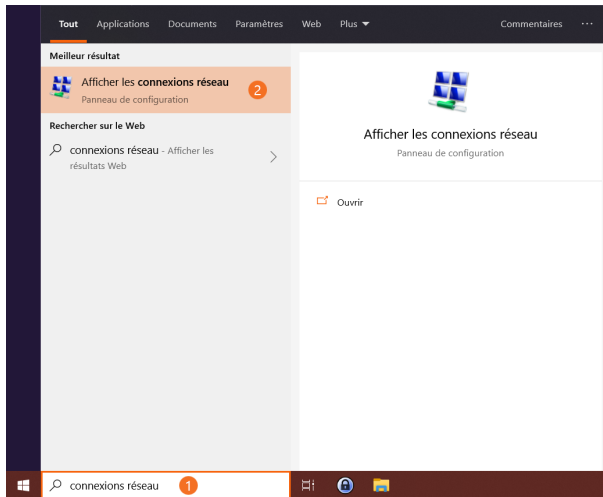 Tout Applications Documents Paramètres Web Plus Commentaires ...
Meilleur résultat
Afficher les connexions réseau
Panneau de configuration
2
Rechercher sur le Web
connexions réseau - Afficher les
résultats Web
Afficher les connexions réseau
Panneau de configuration
Ouvrir
connexions réseau 1